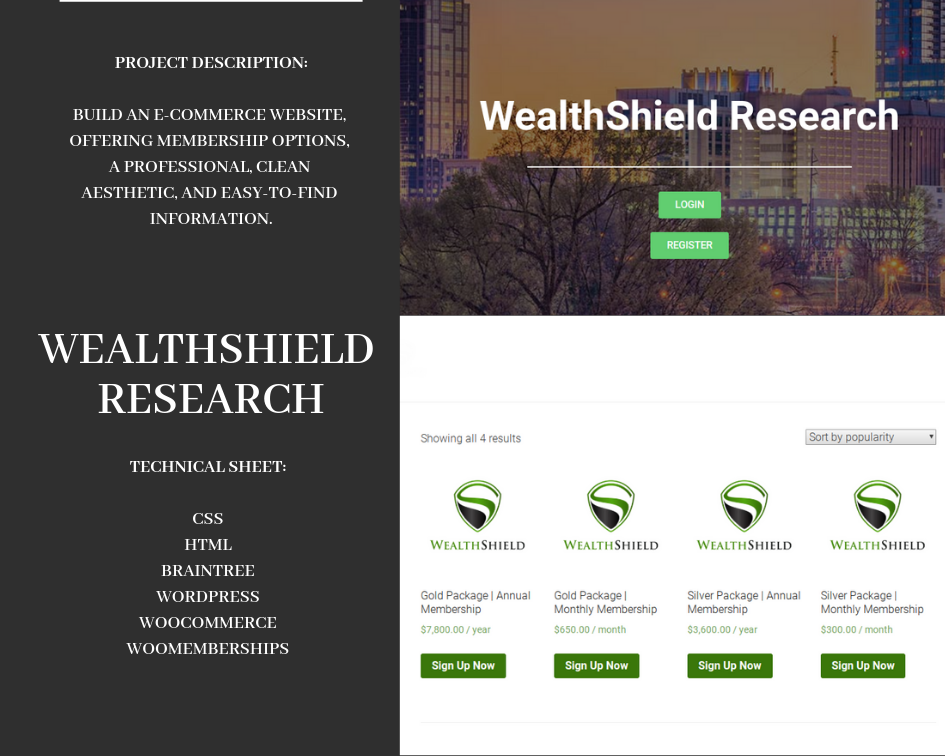 PROJECT DESCRIPTION:
BUILD AN E-COMMERCE WEBSITE,
OFFERING MEMBERSHIP OPTIONS,
A PROFESSIONAL, CLEAN
AESTHETIC, AND EASY-TO-FIND
INFORMATION.
WEALTHSHIELD
RESEARCH
TECHNICAL SHEET:
CSS
HTML
BRAINTREE
WORDPRESS
WOOCOMMERCE
WOOMEMBERSHIPS
WealthShield Research
LOGIN
REGISTER
Showing all 4 results
Sort by popularity
WEALTHSHIELD
WEALTHSHIELD
WEALTHSHIELD
WEALTHSHIELD
Gold Package | Annual
Membership
$7,800.00 / year
Sign Up Now
Gold Package |
Monthly Membership
$650.00 / month
Sign Up Now
Silver Package | Annual
Membership
$3,600.00 / year
Sign Up Now
Silver Package |
Monthly Membership
$300.00 / month
Sign Up Now